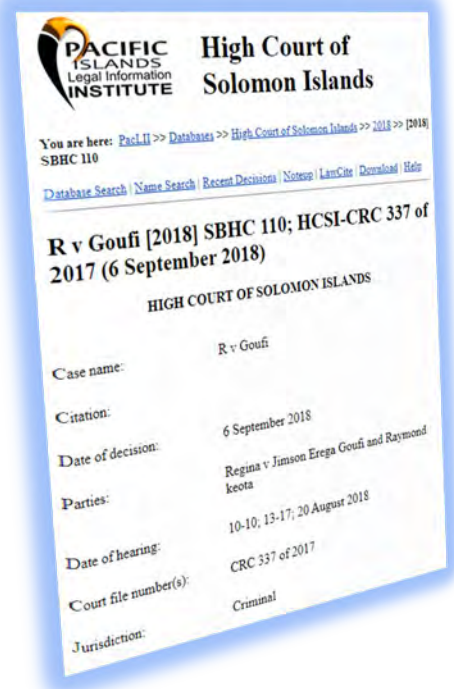 PACIFIC
ISLANDS
Legal Information
INSTITUTE
High Court of
Solomon Islands
You are here: PacLII >> Databases >> High Court of Solomon Islands >> 2018 >> [2018]
SBHC 110
Database Search | Name Search | Recent Decisions | Noteup | LawCite | Download | Help
R v Goufi [2018] SBHC 110; HCSI-CRC 337 of
2017 (6 September 2018)
HIGH COURT OF SOLOMON ISLANDS
Case name: R v Goufi
Citation:
Date of decision: 6 September 2018
Parties: Regina v Jimson Erega Goufi and Raymond
keota
Date of hearing: 10-10; 13-17; 20 August 2018
Court file number(s): CRC 337 of 2017
Jurisdiction: Criminal